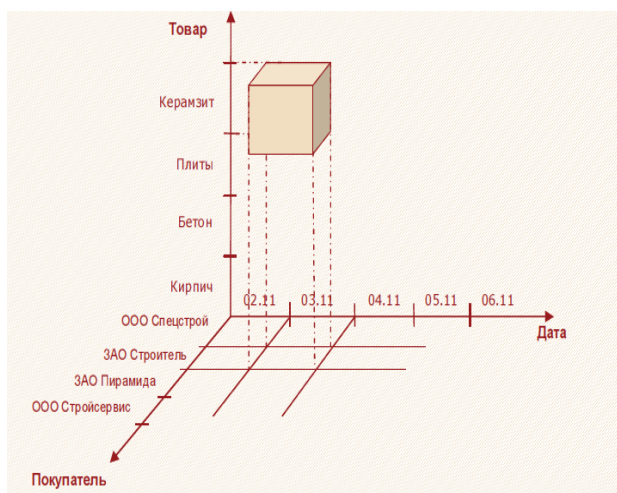 Товар
Керамзит
Плиты
Бетон
Кирпич
02.11 03.11 04.11 05.11 06.11
ООО Спецстрой
Дата
ЗАО Строитель
ЗАО Пирамида
ООО Стройсервис
Покупатель